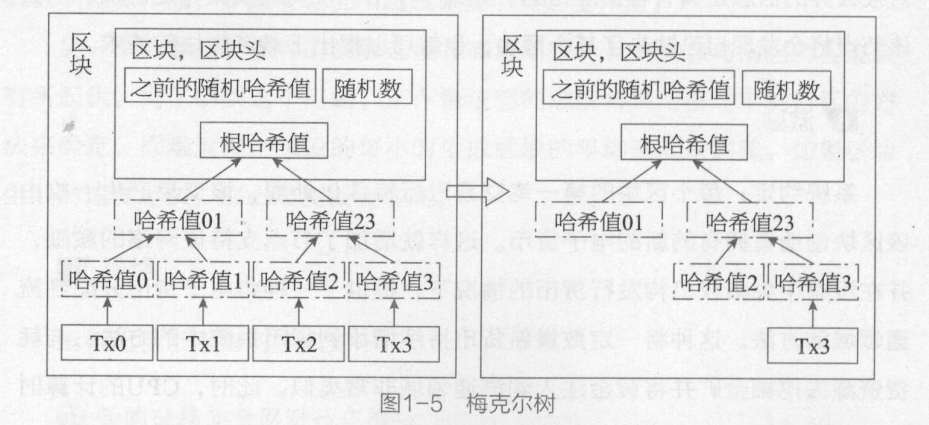 区块
区块，区块头
之前的随机哈希值 随机数
根哈希值
哈希值01 哈希值23
哈希值0 哈希值1 哈希值2 哈希值3
Tx0 Tx1 Tx2 Tx3
区块
区块，区块头
之前的随机哈希值 随机数
根哈希值
哈希值01 哈希值23
哈希值2 哈希值3
Tx3
图1-5 梅克尔树